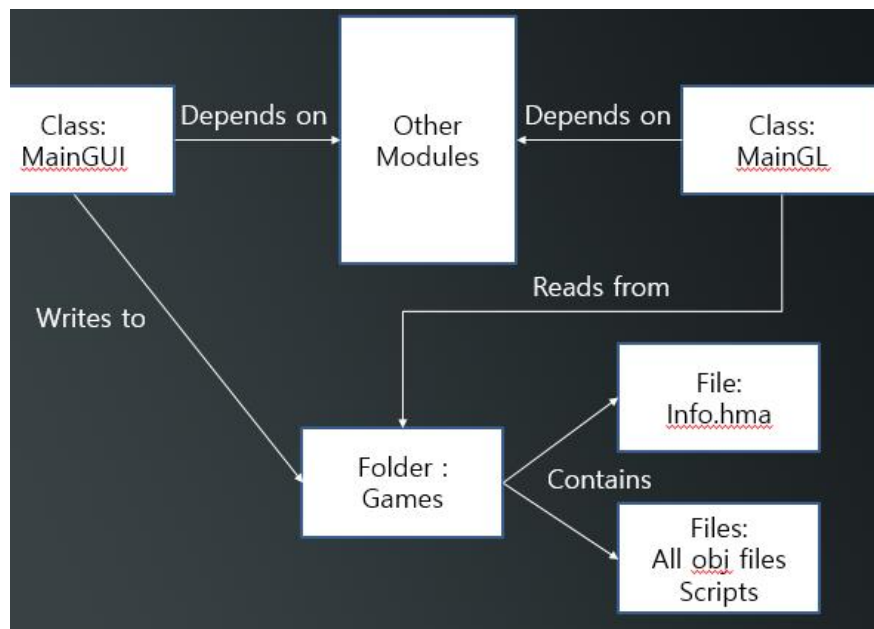 Class:
MainGUI
Depends on
Other
Modules
Depends on
Class:
MainGL
Writes to
Reads from
File:
Info.hma
Folder :
Games
Contains
Files:
All obj files
Scripts